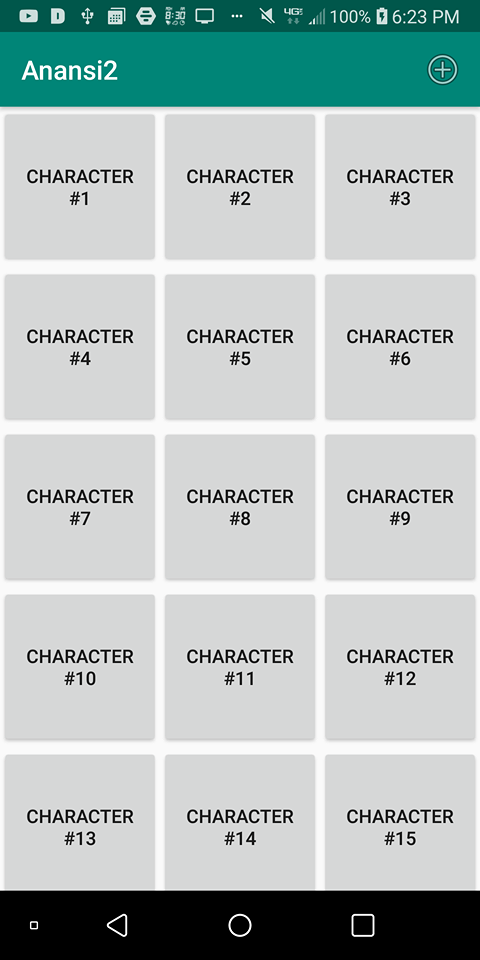 100% 6:23 PM
Anansi2
CHARACTER
#1
CHARACTER
#2
CHARACTER
#3
CHARACTER
#4
CHARACTER
#5
CHARACTER
#6
CHARACTER
#7
CHARACTER
#8
CHARACTER
#9
CHARACTER
#10
CHARACTER
#11
CHARACTER
#12
CHARACTER
#13
CHARACTER
#14
CHARACTER
#15